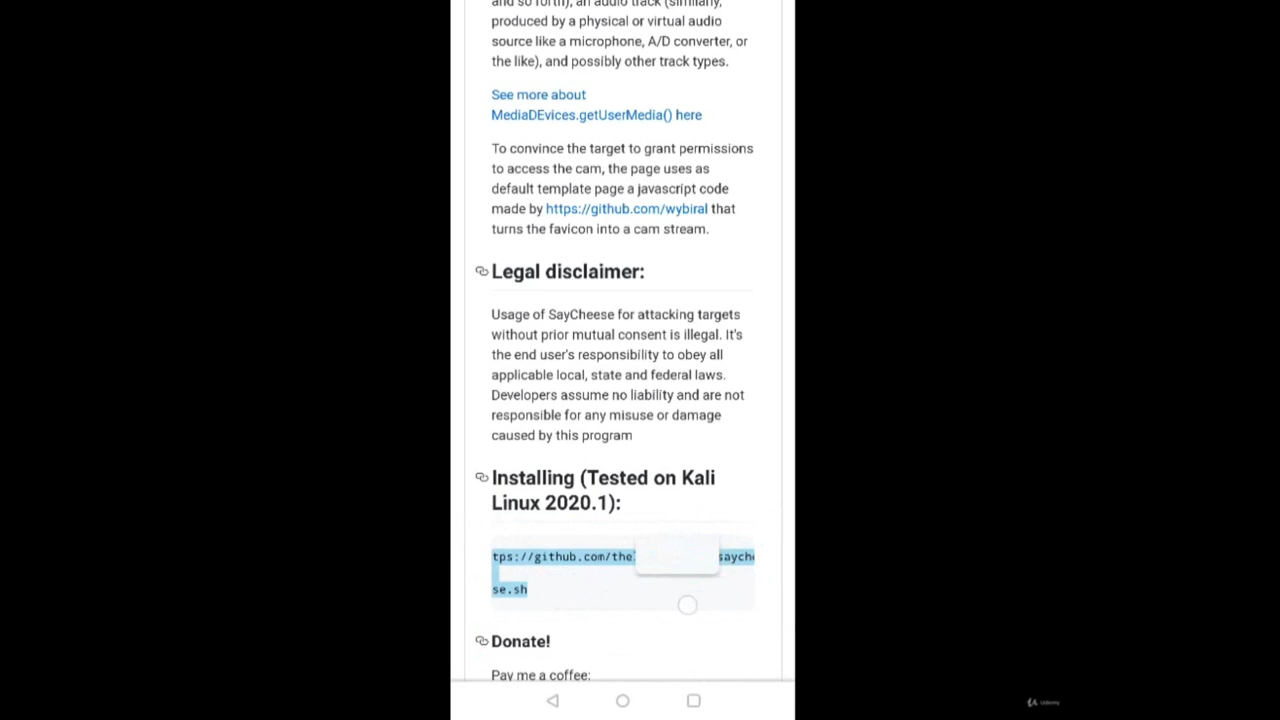 and so forth), an audio track (similarly,
produced by a physical or virtual audio
source like a microphone, A/D converter, or
the like), and possibly other track types.
See more about
MediaDEvices.getUserMedia() here
To convince the target to grant permissions
to access the cam, the page uses as
default template page a javascript code
made by https://github.com/wybiral that
turns the favicon into a cam stream.
Legal disclaimer:
Usage of SayCheese for attacking targets
without prior mutual consent is illegal. It's
the end user's responsibility to obey all
applicable local, state and federal laws.
Developers assume no liability and are not
responsible for any misuse or damage
caused by this program
Installing (Tested on Kali
Linux 2020.1):
tps://github.com/the saych
se.sh
Donate!
Pay me a coffee:
Udemy